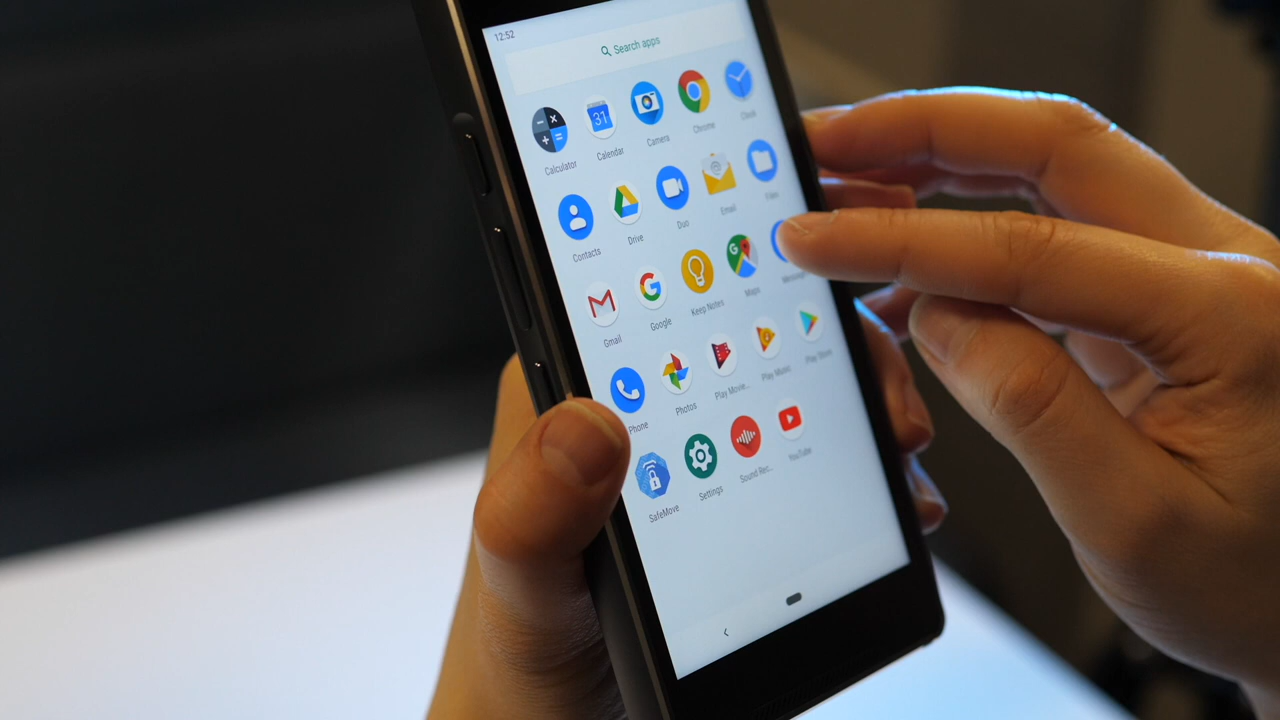 12:52
Search apps
31
Calculator
Calendar
Camera
Chrome
Clock
Contacts
Drive
Duo
Email
Files
Gmail
Google
Keep Notes
Maps
Phone
Photos
Play Movie...
Play Music
Play Store
SafeMove
Settings
Sound Rec...
YouTube